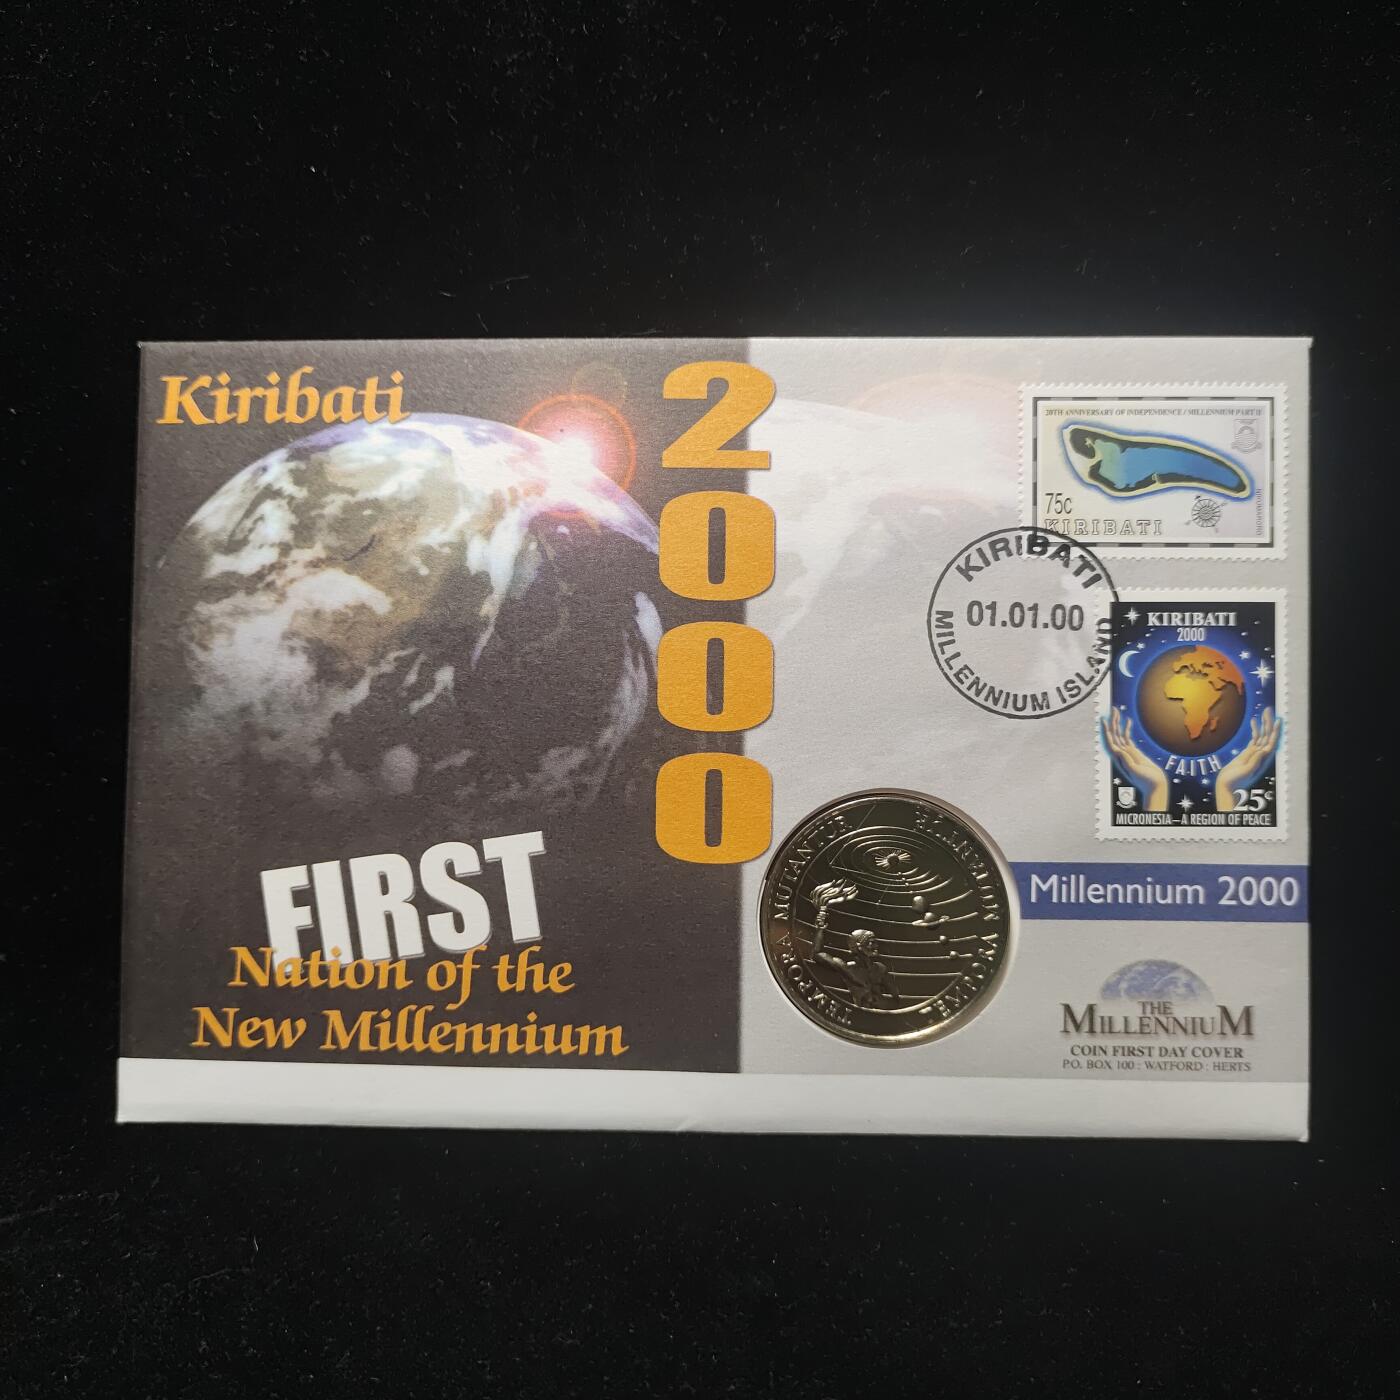 Kiribati
2000
FIRST
Nation of the
New Millennium
20TH ANNIVERSARY OF INDEPENDENCE / MILLENNIUM PART II
75c
KIRIBATI
KIRIBATI
01.01.00
MILLENNIUM ISLAND
KIRIBATI
2000
FAITH
25c
MICRONESIA – A REGION OF PEACE
TEMPORA MUTANTUR
Millennium 2000
THE
MILLENNIUM
COIN FIRST DAY COVER
P.O. BOX 100 : WATFORD : HERTS